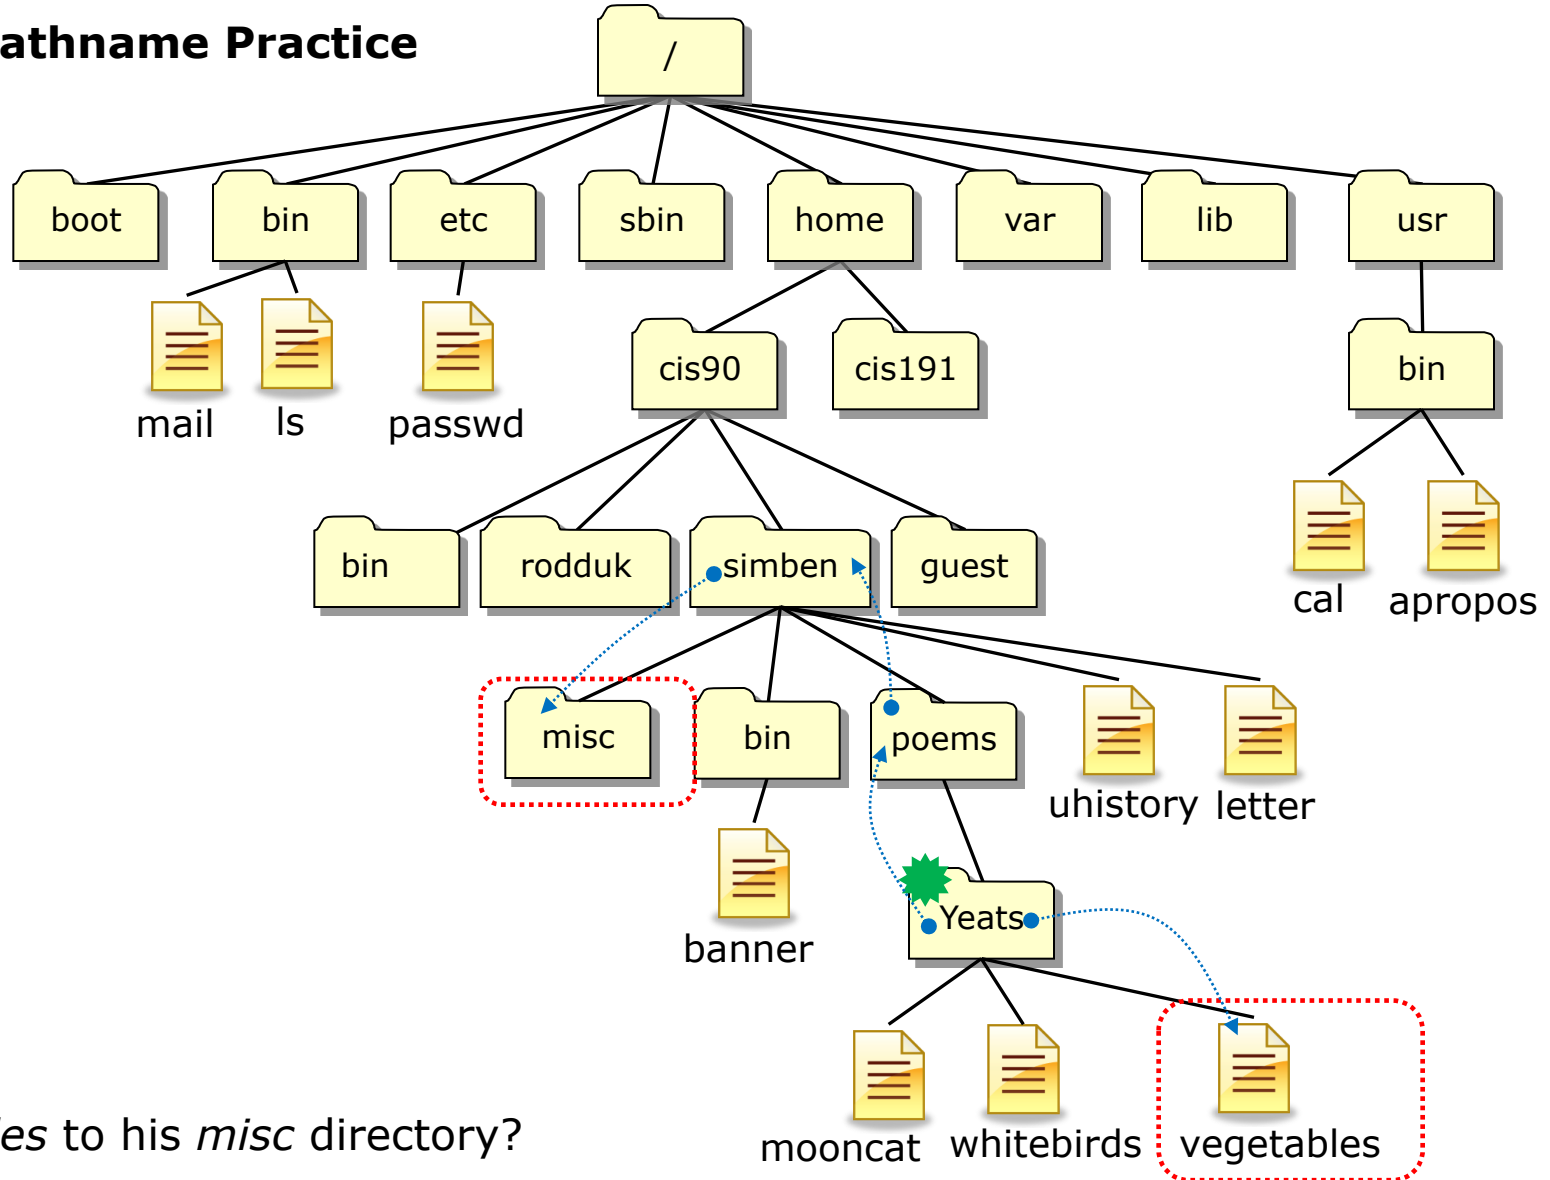 athname Practice
/
boot bin etc sbin home var lib usr
mail ls passwd
cis90 cis191 bin
bin rodduk simben guest
cal apropos
misc bin poems
uhistory letter
banner
Yeats
mooncat whitebirds vegetables
es to his misc directory?